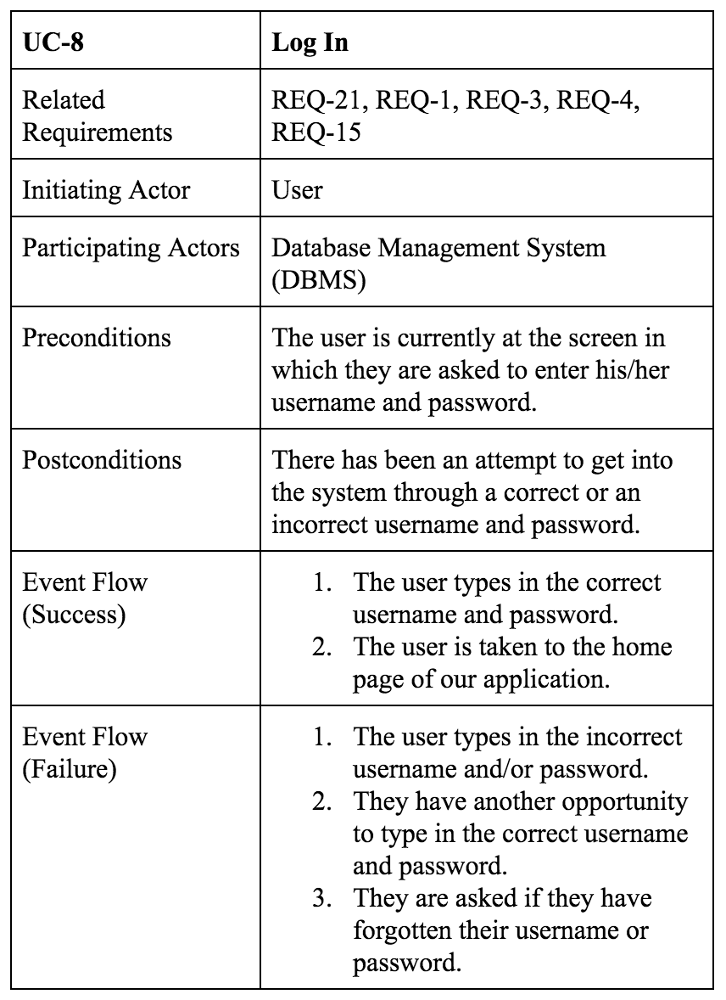 UC-8
Log In
Related
Requirements
REQ-21, REQ-1, REQ-3, REQ-4,
REQ-15
Initiating Actor
User
Participating Actors
Database Management System
(DBMS)
Preconditions
The user is currently at the screen in
which they are asked to enter his/her
username and password.
Postconditions
There has been an attempt to get into
the system through a correct or an
incorrect username and password.
Event Flow
(Success)
1. The user types in the correct
username and password.
2. The user is taken to the home
page of our application.
Event Flow
(Failure)
1. The user types in the incorrect
username and/or password.
2. They have another opportunity
to type in the correct username
and password.
3. They are asked if they have
forgotten their username or
password.